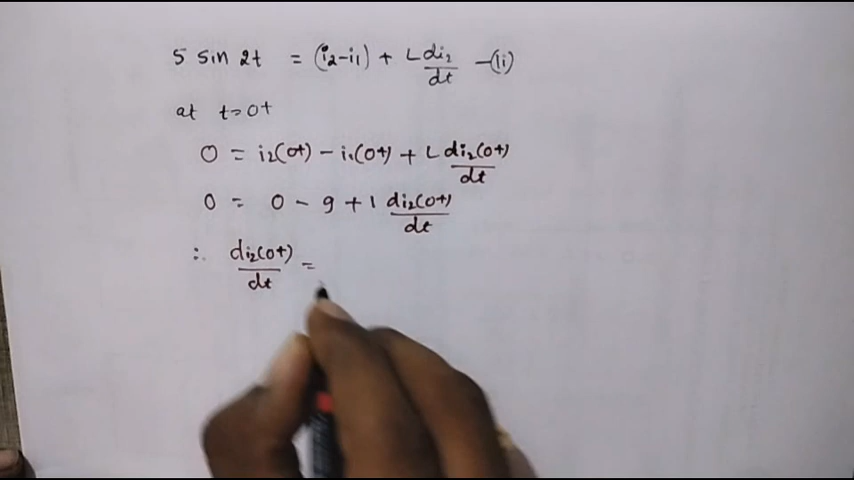 5 sin 2t = (i2-i1) + L di2/dt -(i)
at t=0+
0 = i2(0+) - i1(0+) + L di2(0+)/dt
0 = 0 - 9 + 1 di2(0+)/dt
∴ di2(0+)/dt =